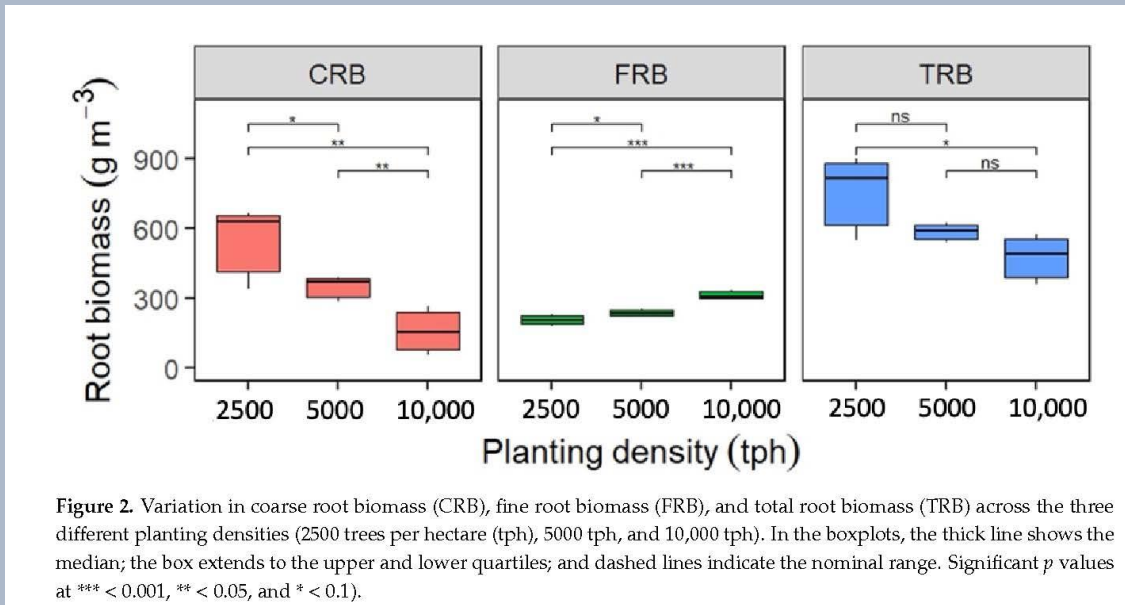 CRB FRB TRB
Root biomass (g m⁻³)
* * ns
** *** *
** *** ns
900
600
300
0
2500 5000 10,000 2500 5000 10,000 2500 5000 10,000
Planting density (tph)
Figure 2. Variation in coarse root biomass (CRB), fine root biomass (FRB), and total root biomass (TRB) across the three
different planting densities (2500 trees per hectare (tph), 5000 tph, and 10,000 tph). In the boxplots, the thick line shows the
median; the box extends to the upper and lower quartiles; and dashed lines indicate the nominal range. Significant p values
at *** < 0.001, ** < 0.05, and * < 0.1).